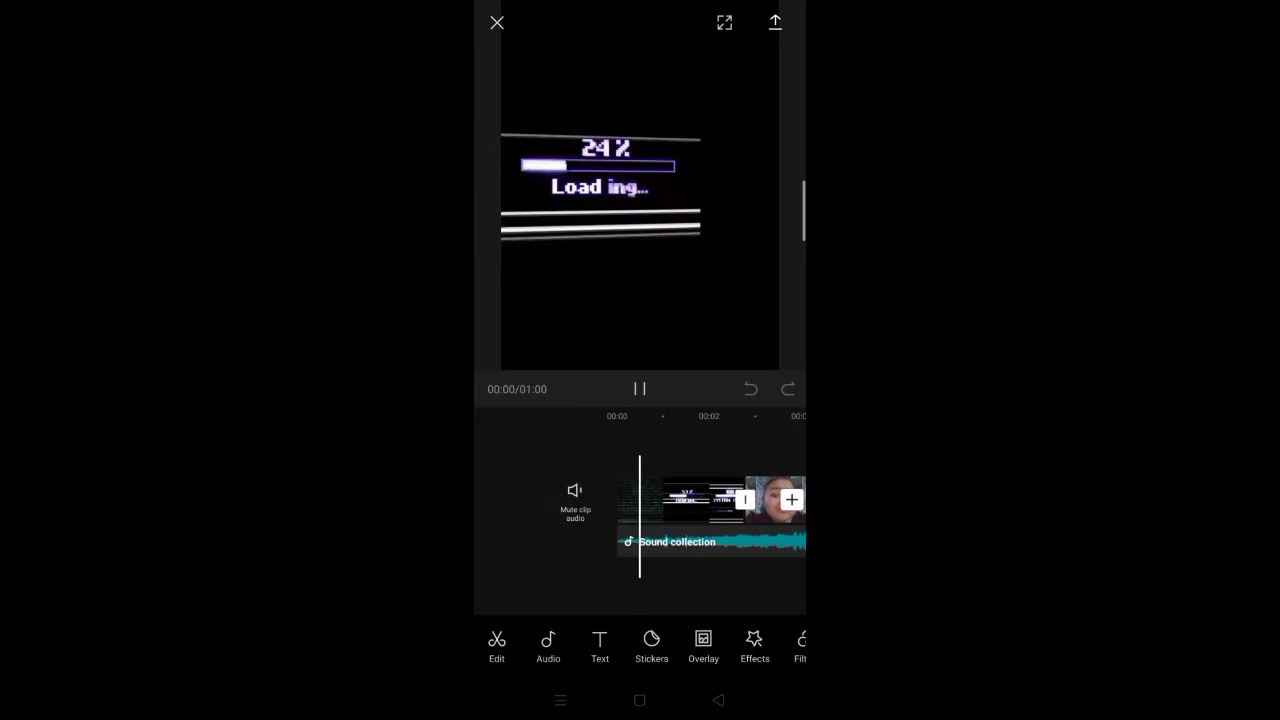 24 %
Load ing...
00:00/01:00
00:00
00:02
Mute clip
audio
Sound collection
Edit
Audio
Text
Stickers
Overlay
Effects